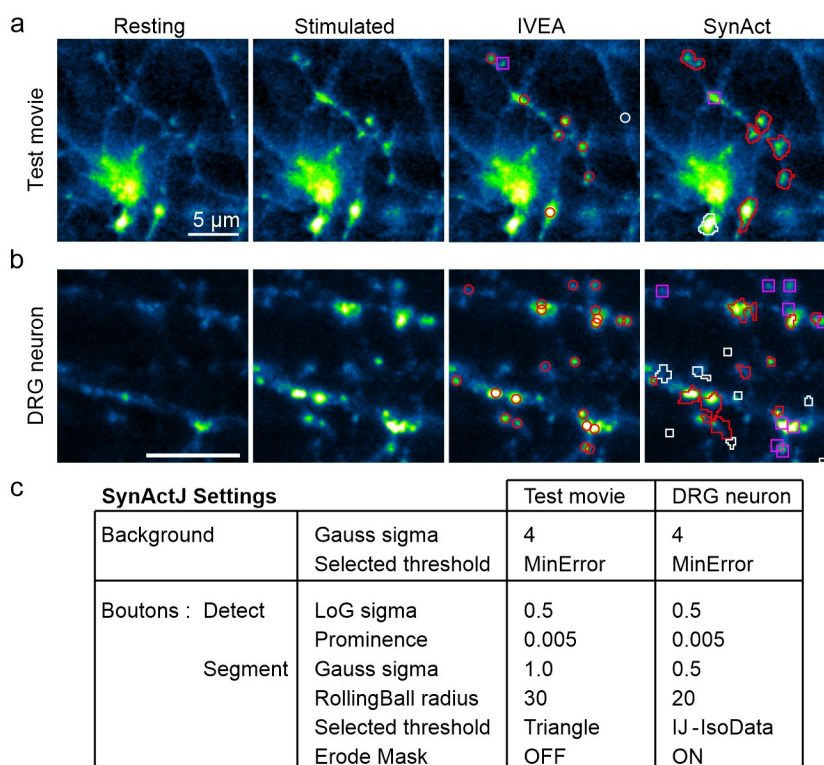 a
Resting Stimulated IVEA SynAct
Test movie
5 µm
b
DRG neuron
c
SynActJ Settings Test movie DRG neuron
Background Gauss sigma 4 4
Selected threshold MinError MinError
Boutons : Detect LoG sigma 0.5 0.5
Prominence 0.005 0.005
Segment Gauss sigma 1.0 0.5
RollingBall radius 30 20
Selected threshold Triangle IJ-IsoData
Erode Mask OFF ON